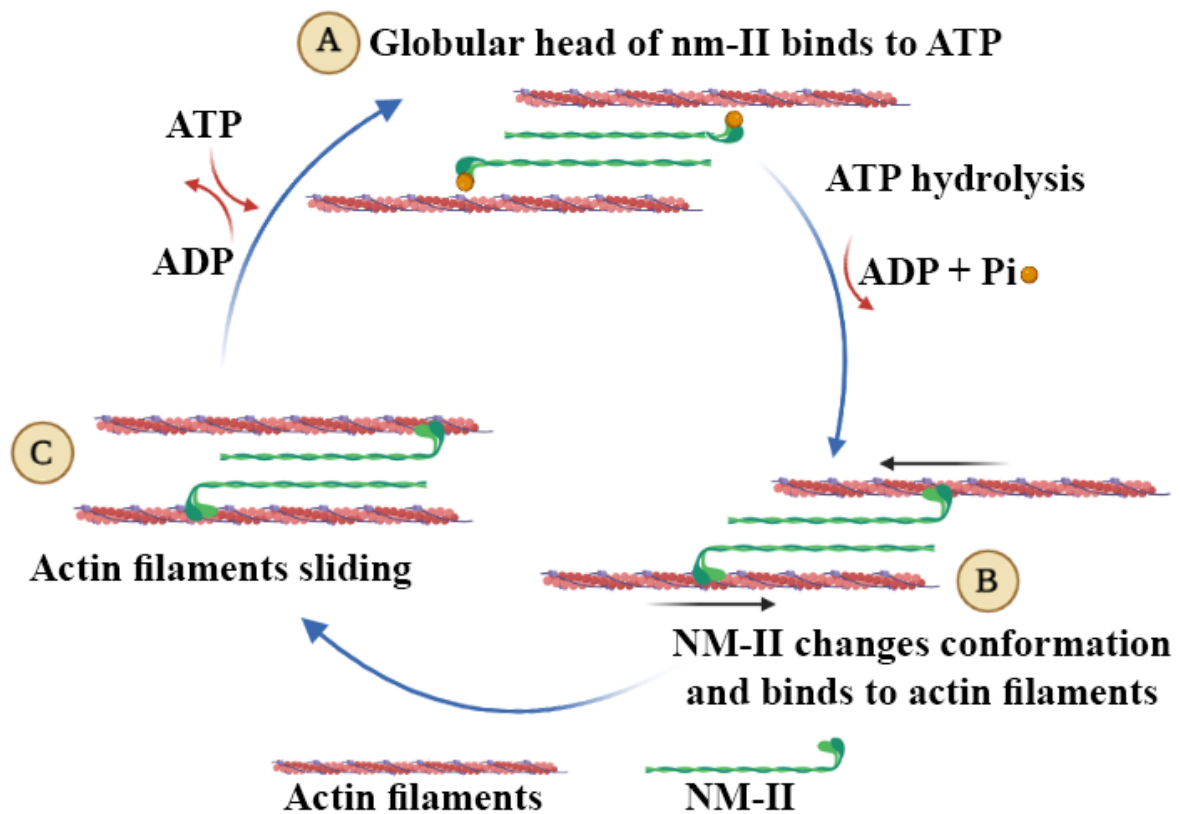 A
Globular head of nm-II binds to ATP
ATP
ADP
ATP hydrolysis
ADP + Pi
C
Actin filaments sliding
B
NM-II changes conformation
and binds to actin filaments
Actin filaments
NM-II